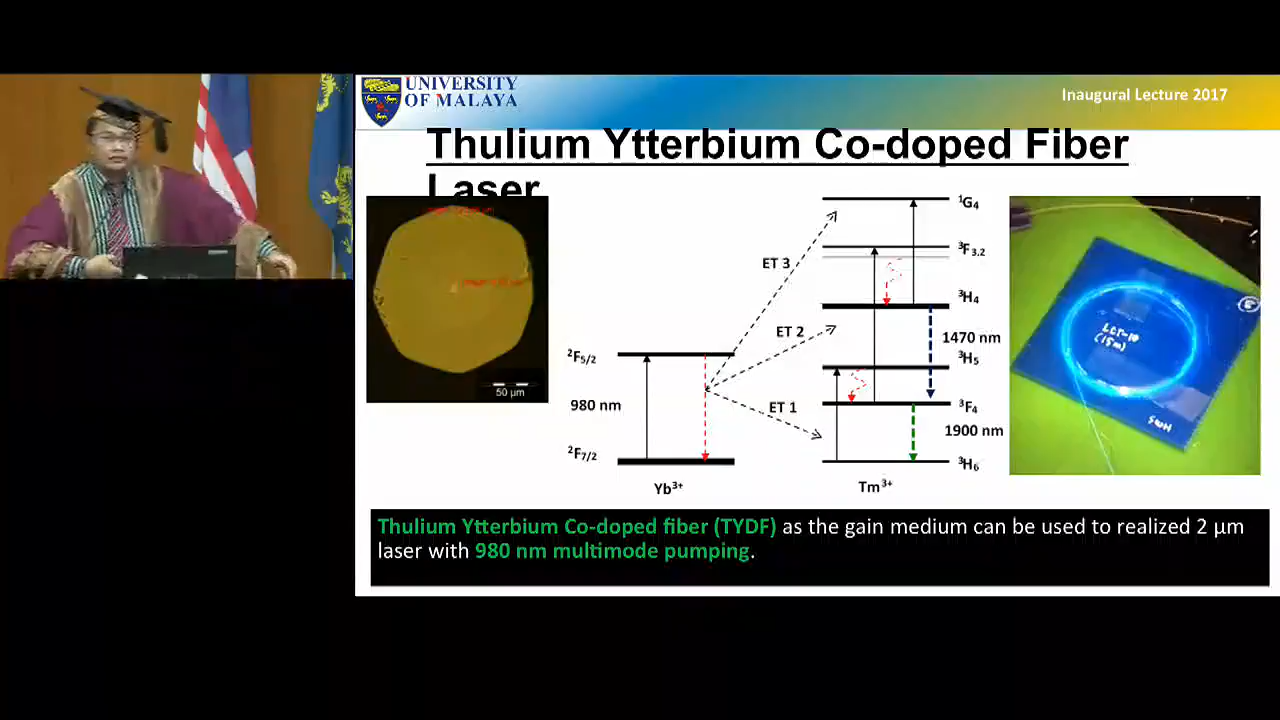 UNIVERSITY
OF MALAYA
Inaugural Lecture 2017
Thulium Ytterbium Co-doped Fiber
Laser
50 µm
²F₅/₂
980 nm
²F₇/₂
Yb³⁺
ET 3
ET 2
ET 1
¹G₄
³F₃,₂
³H₄
1470 nm
³H₅
³F₄
1900 nm
³H₆
Tm³⁺
(15m)
Thulium Ytterbium Co-doped fiber (TYDF) as the gain medium can be used to realized 2 µm
laser with 980 nm multimode pumping.